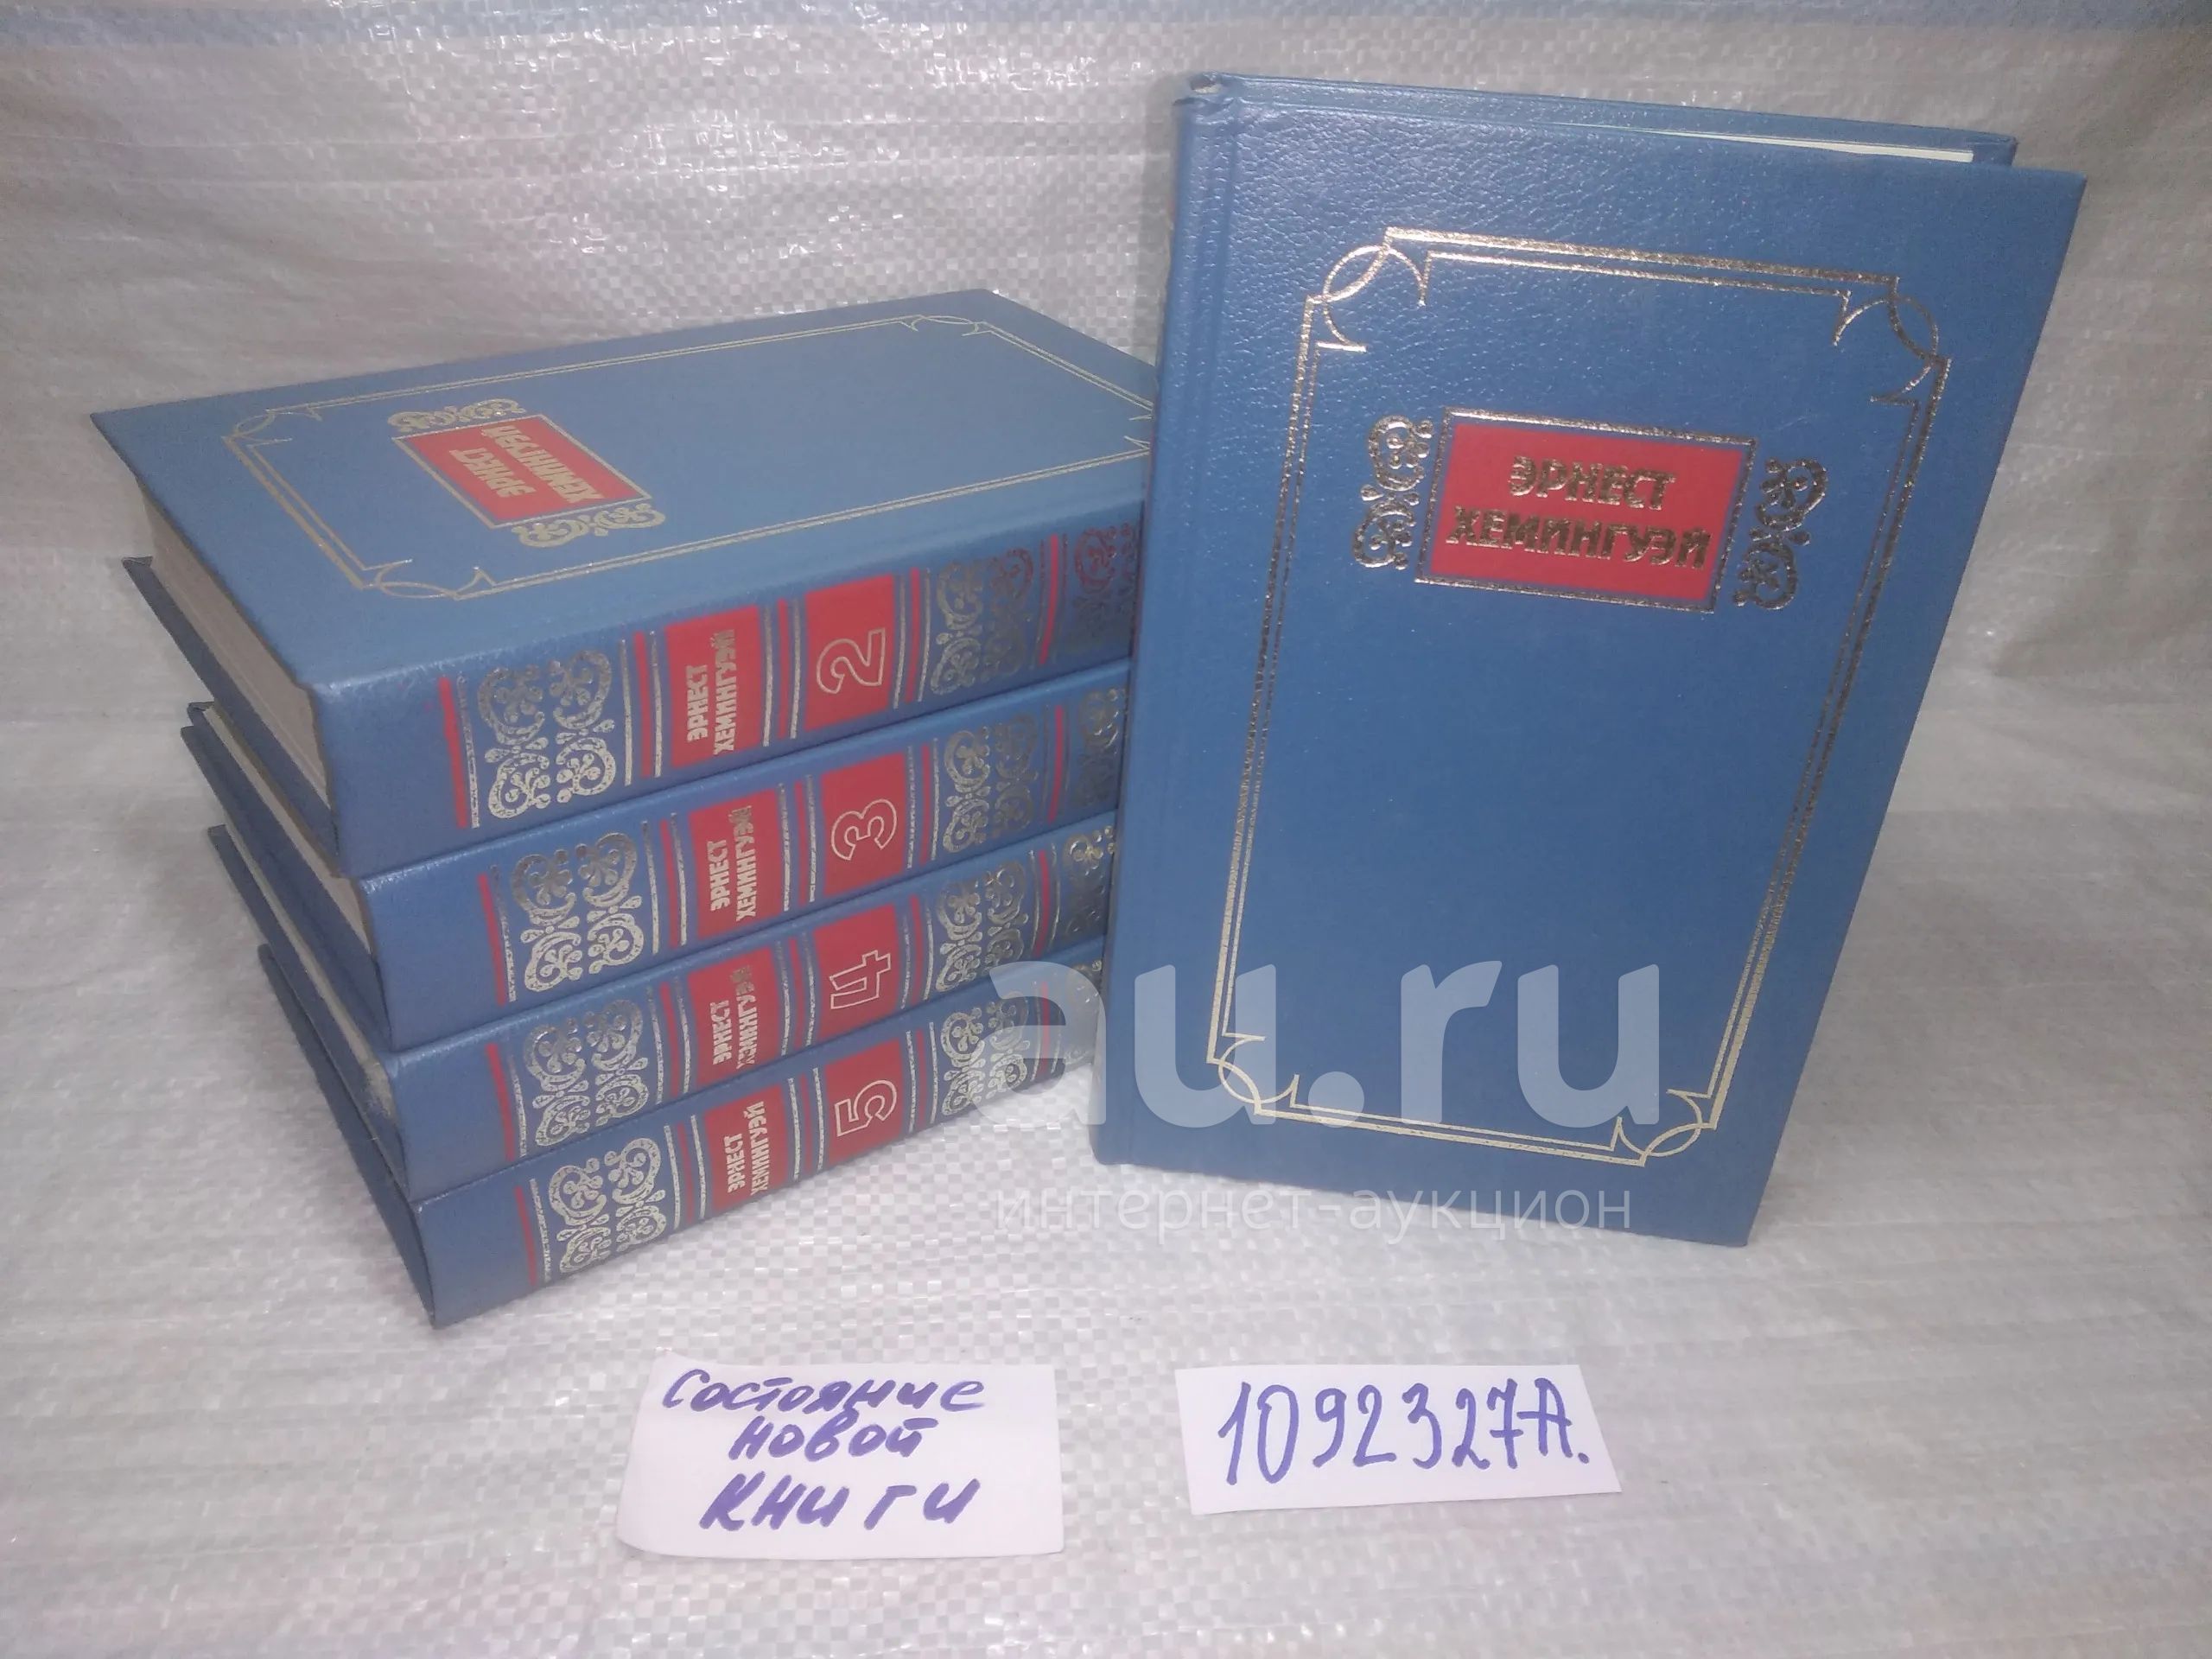 ЭРНЕСТ
ХЕМИНГУЭЙ
ЭРНЕСТ
ХЕМИНГУЭЙ
ЭРНЕСТ
ХЕМИНГУЭЙ
2
ЭРНЕСТ
ХЕМИНГУЭЙ
3
ЭРНЕСТ
ХЕМИНГУЭЙ
4
ЭРНЕСТ
ХЕМИНГУЭЙ
5
au.ru
интернет-аукцион
Состояние
новой
книги
1092327А.